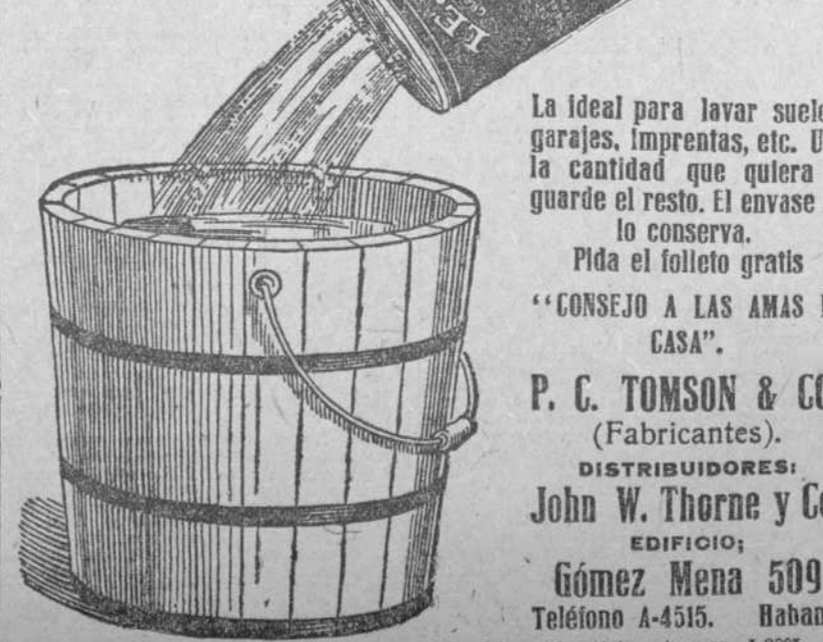 LE
La ideal para lavar
garajes, imprentas, etc.
la cantidad que quiera
guarde el resto. El envase
lo conserva.
Pida el folleto gratis
“CONSEJO A LAS AMAS
CASA”.
P. C. TOMSON & CO
(Fabricantes).
DISTRIBUIDORES:
John W. Thorne y Co
EDIFICIO;
Gómez Mena 509
Teléfono A-4515. Haban